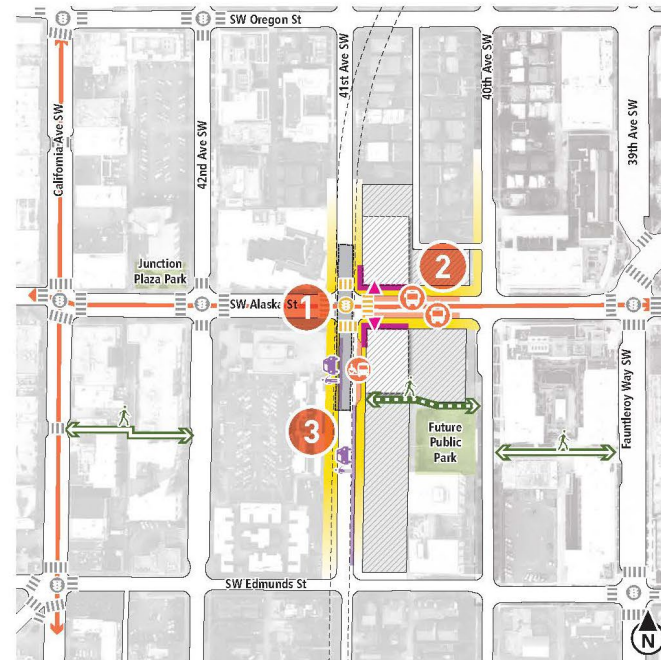 SW Oregon St
California Ave SW
42nd Ave SW
41st Ave SW
40th Ave SW
39th Ave SW
Junction
Plaza Park
2
SW Alaska St
1
3
Future
Public
Park
Fauntleroy Way SW
SW Edmunds St
N